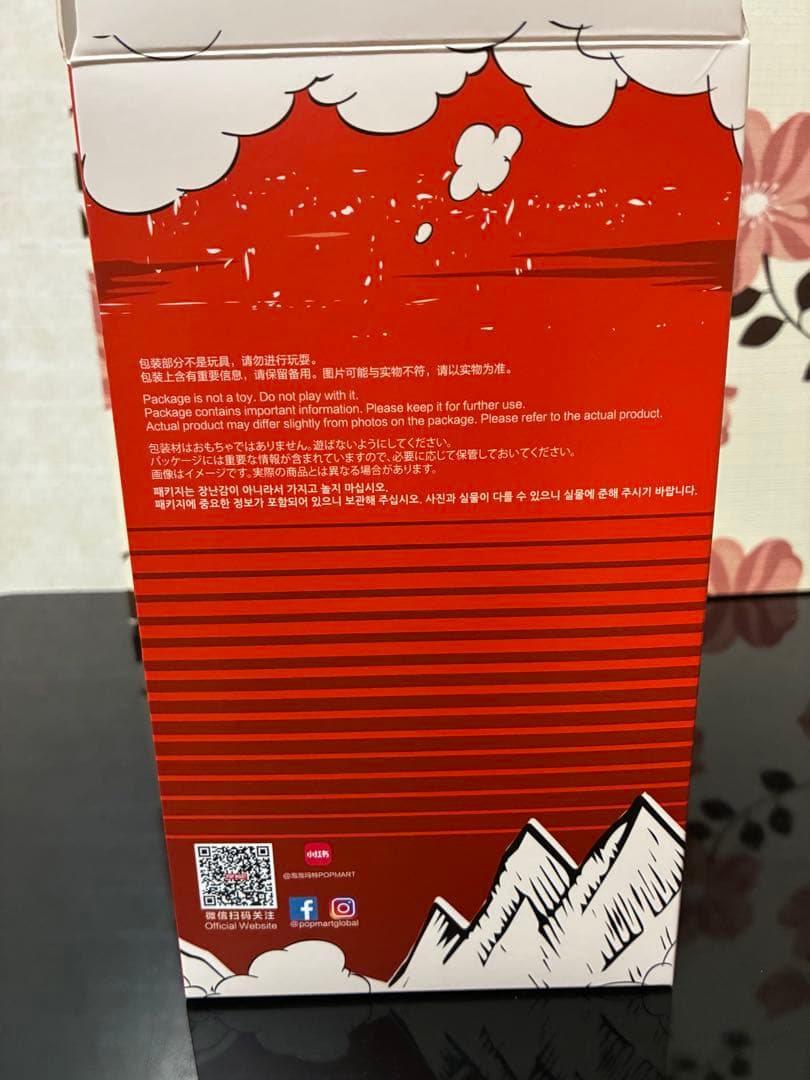 包装部分不是玩具，请勿进行玩耍。
包装上含有重要信息，请保留备用。图片可能与实物不符，请以实物为准。
Package is not a toy. Do not play with it.
Package contains important information. Please keep it for further use.
Actual product may differ slightly from photos on the package. Please refer to the actual product.
包装材はおもちゃではありません。遊ばないようにしてください。
パッケージには重要な情報が含まれていますので、必要に応じて保管しておいてください。
画像はイメージです。実際の商品とは異なる場合があります。
패키지는 장난감이 아니라서 가지고 놀지 마십시오.
패키지에 중요한 정보가 포함되어 있으니 보관해 주십시오. 사진과 실물이 다를 수 있으니 실물에 준해 주시기 바랍니다.
小红书
@泡泡玛特POPMART
微信扫码关注
Official Website
@popmartglobal